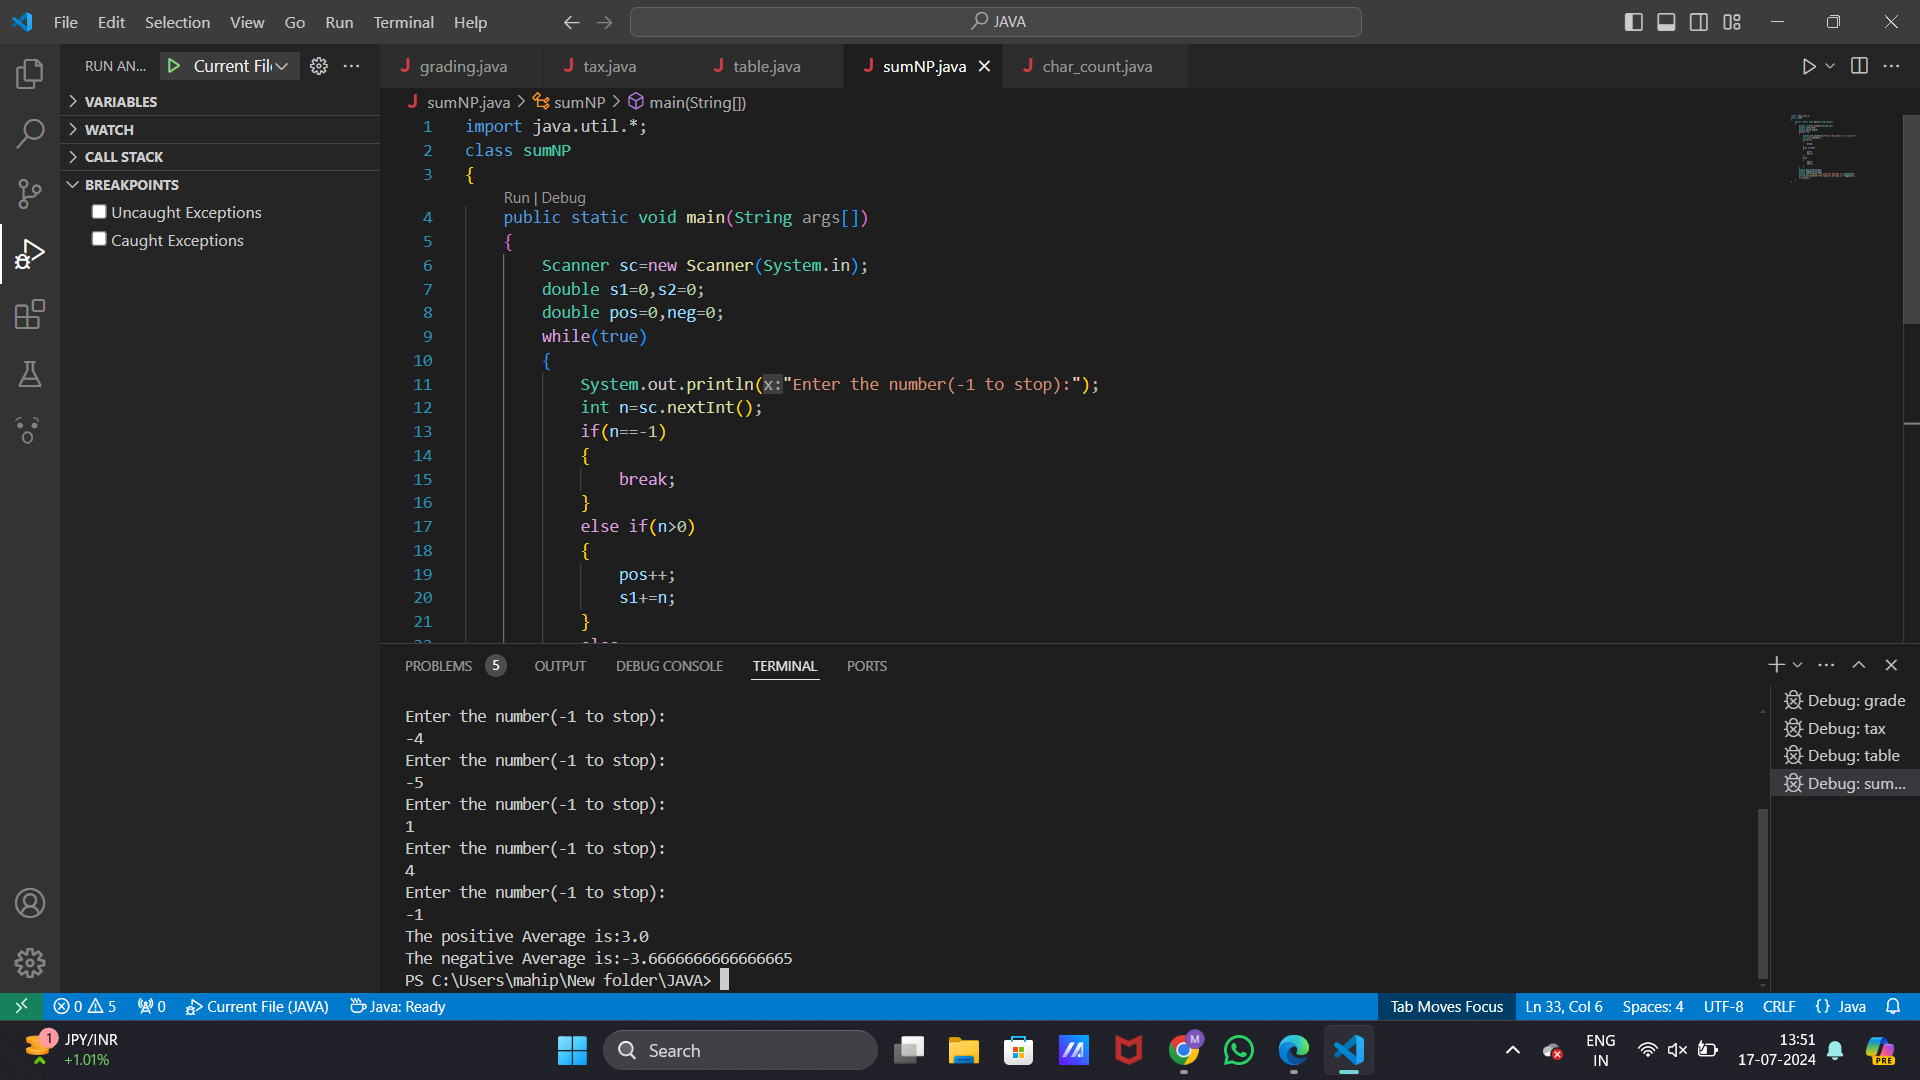 File Edit Selection View Go Run Terminal Help
JAVA
RUN AN... Current Fil
grading.java tax.java table.java sumNP.java char_count.java
VARIABLES
WATCH
CALL STACK
BREAKPOINTS
Uncaught Exceptions
Caught Exceptions
sumNP.java > sumNP > main(String[])
1 import java.util.*;
2 class sumNP
3 {
Run | Debug
4 public static void main(String args[])
5 {
6 Scanner sc=new Scanner(System.in);
7 double s1=0,s2=0;
8 double pos=0,neg=0;
9 while(true)
10 {
11 System.out.println(x:"Enter the number(-1 to stop):");
12 int n=sc.nextInt();
13 if(n==-1)
14 {
15 break;
16 }
17 else if(n>0)
18 {
19 pos++;
20 s1+=n;
21 }
22 else
PROBLEMS 5 OUTPUT DEBUG CONSOLE TERMINAL PORTS
Enter the number(-1 to stop):
-4
Enter the number(-1 to stop):
-5
Enter the number(-1 to stop):
1
Enter the number(-1 to stop):
4
Enter the number(-1 to stop):
-1
The positive Average is:3.0
The negative Average is:-3.6666666666666665
PS C:\Users\mahip\New folder\JAVA>
Debug: grade
Debug: tax
Debug: table
Debug: sum...
0 5 0 Current File (JAVA) Java: Ready Tab Moves Focus Ln 33, Col 6 Spaces: 4 UTF-8 CRLF {} Java
1 JPY/INR
+1.01%
Search
M
ENG
IN
13:51
17-07-2024
PRE